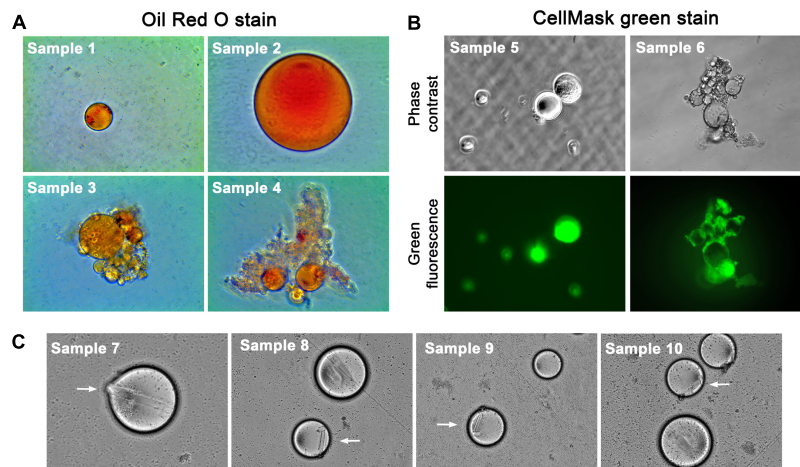 A
Oil Red O stain
Sample 1
Sample 2
Sample 3
Sample 4
B
CellMask green stain
Phase
contrast
Sample 5
Sample 6
Green
fluorescence
C
Sample 7
Sample 8
Sample 9
Sample 10